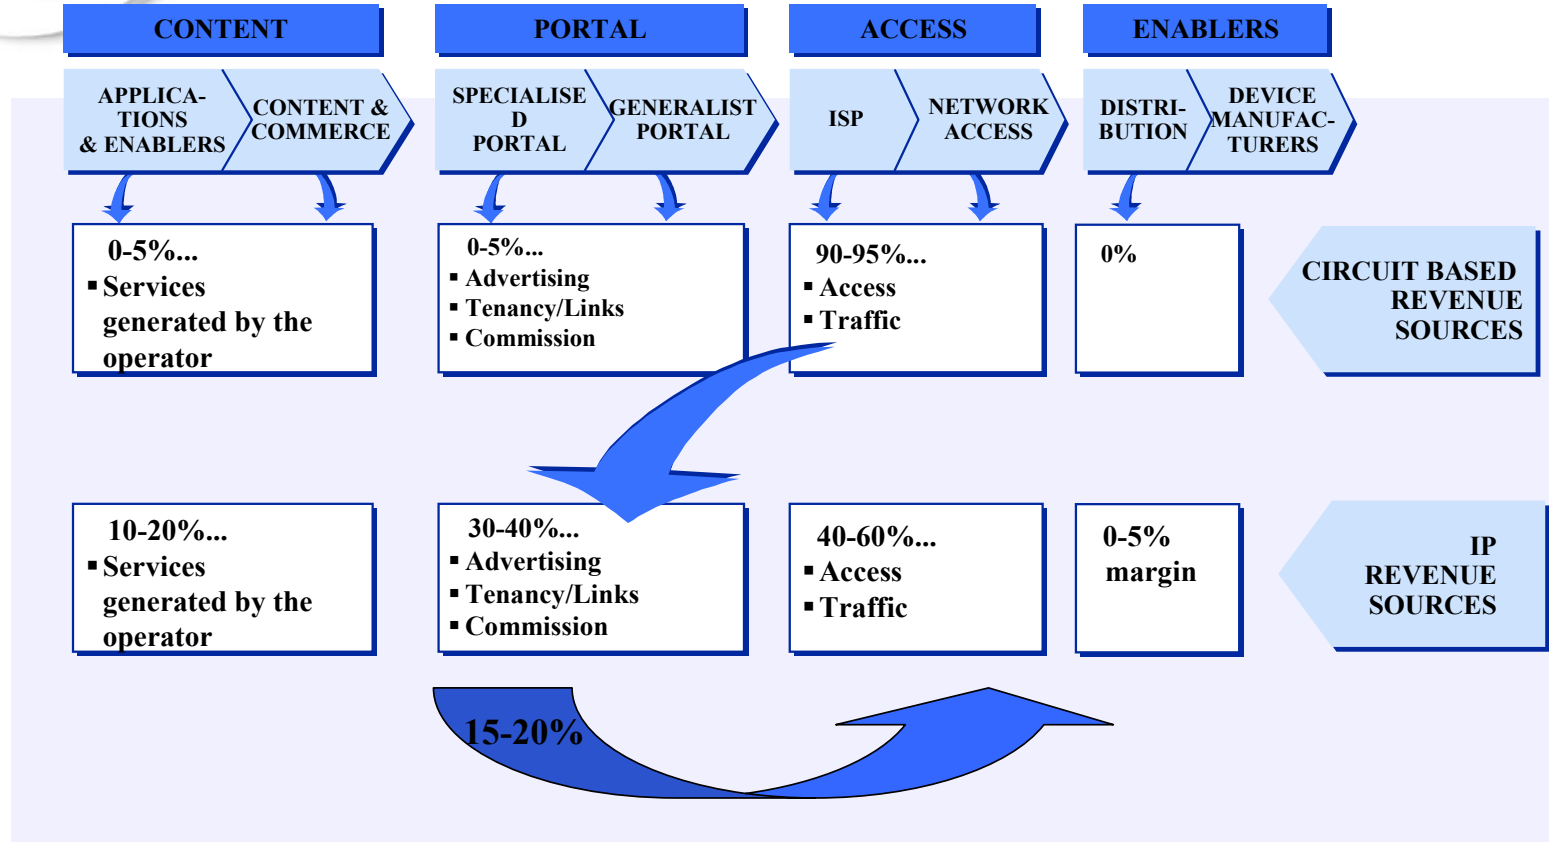 CONTENT
PORTAL
ACCESS
ENABLERS
APPLICA-
TIONS
& ENABLERS
CONTENT &
COMMERCE
SPECIALISE
D
PORTAL
GENERALIST
PORTAL
ISP
NETWORK
ACCESS
DISTRI-
BUTION
DEVICE
MANUFAC-
TURERS
0-5%...
▪ Services
generated by the
operator
0-5%...
▪ Advertising
▪ Tenancy/Links
▪ Commission
90-95%...
▪ Access
▪ Traffic
0%
CIRCUIT BASED
REVENUE
SOURCES
10-20%...
▪ Services
generated by the
operator
30-40%...
▪ Advertising
▪ Tenancy/Links
▪ Commission
40-60%...
▪ Access
▪ Traffic
0-5%
margin
IP
REVENUE
SOURCES
15-20%